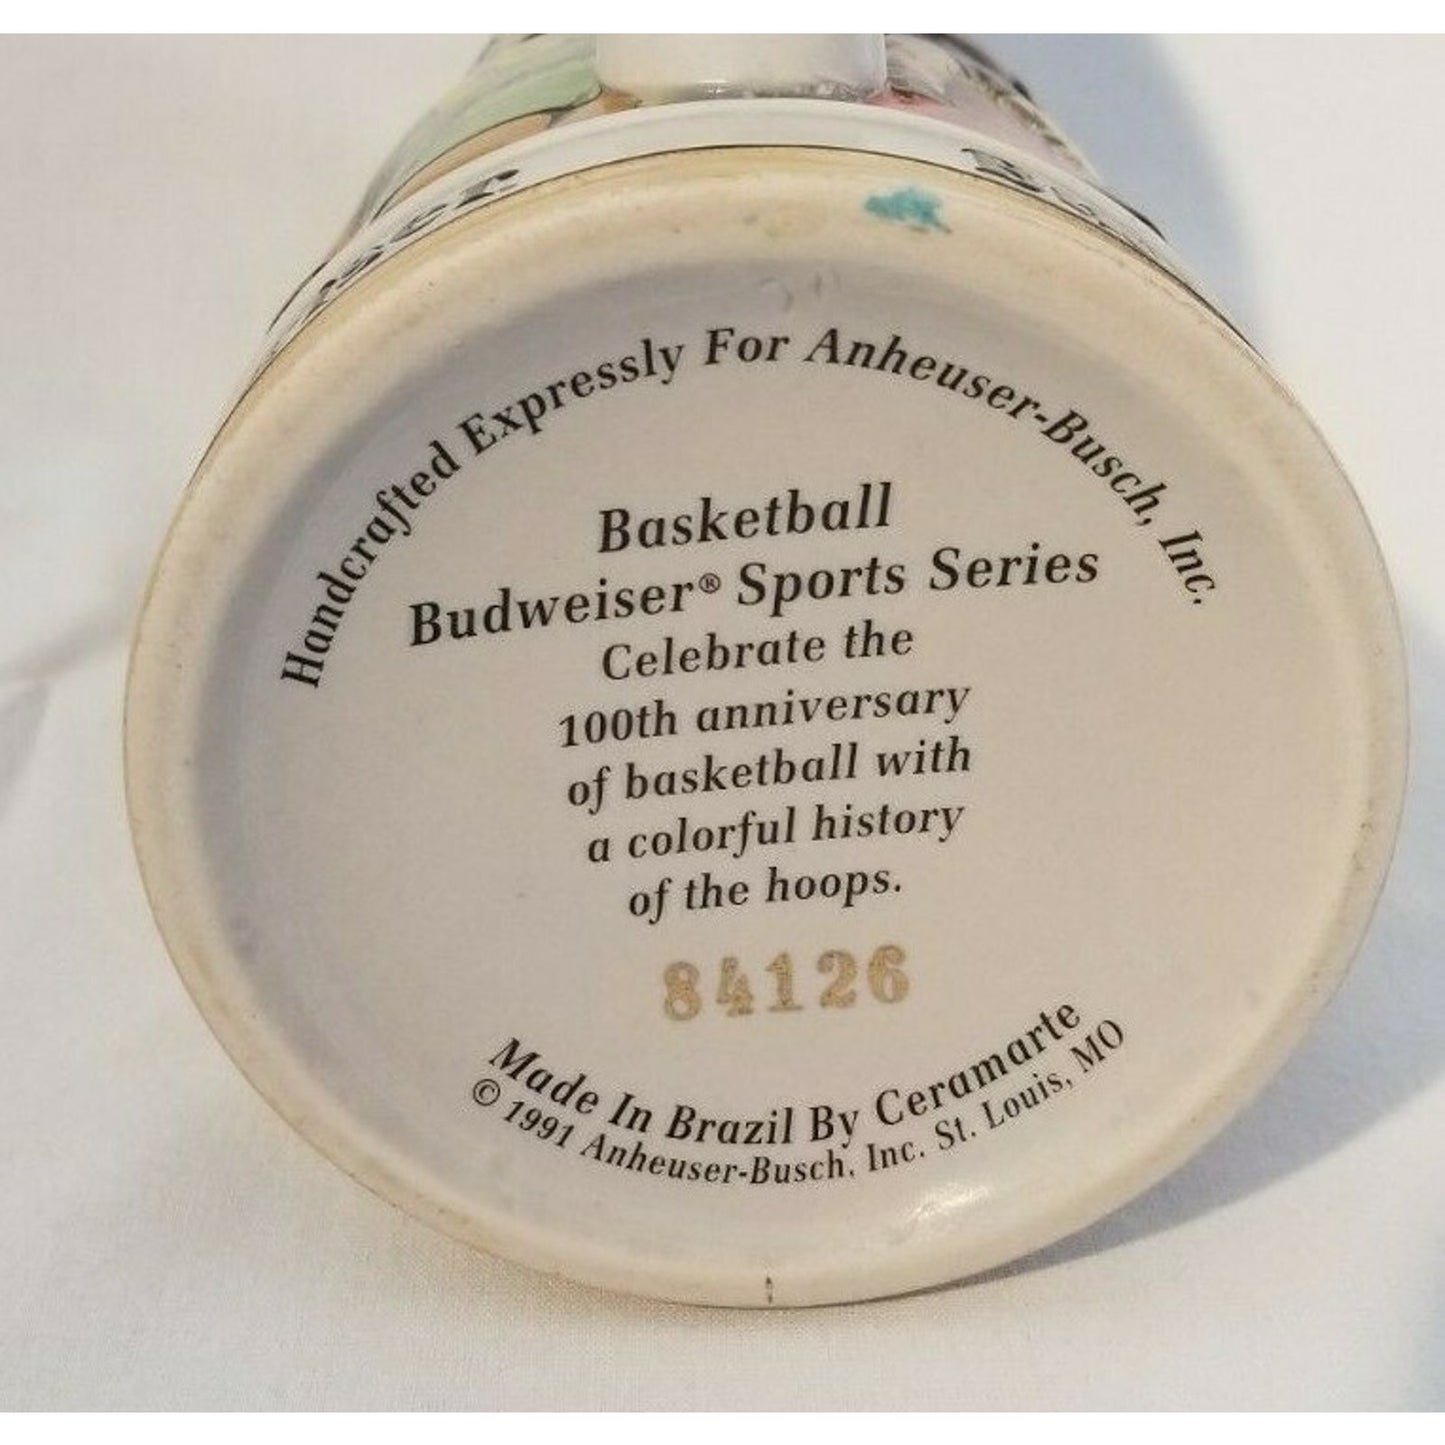 Handcrafted Expressly For Anheuser-Busch, Inc.
Basketball
Budweiser® Sports Series
Celebrate the
100th anniversary
of basketball with
a colorful history
of the hoops.
84126
Made In Brazil By Ceramarte
© 1991 Anheuser-Busch, Inc. St. Louis, MO